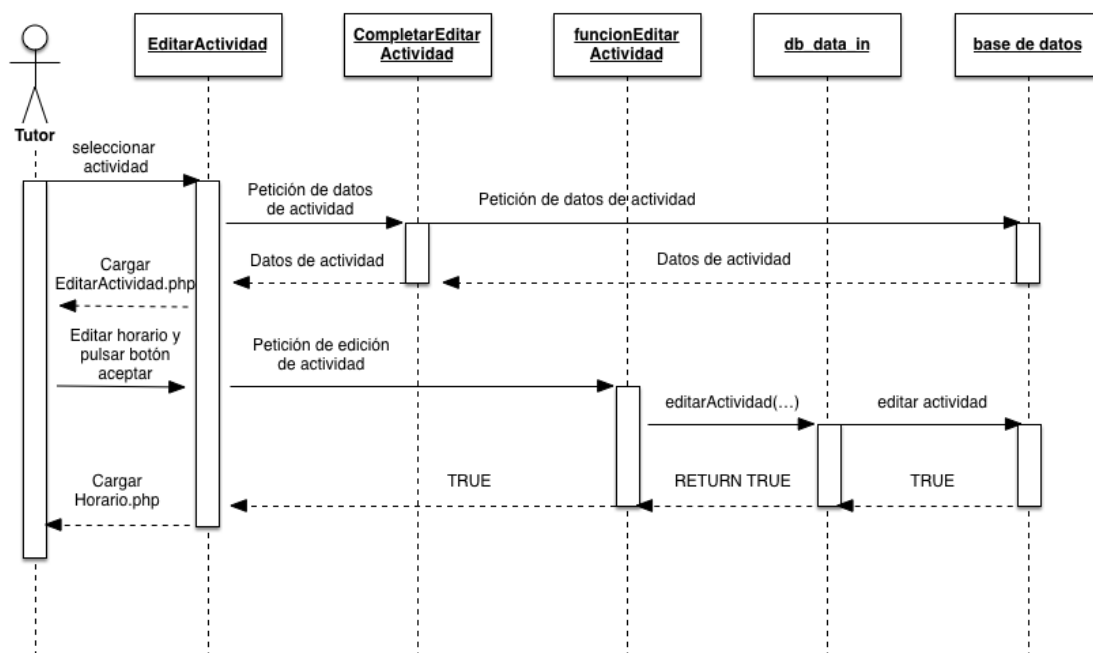 EditarActividad
CompletarEditar
Actividad
funcionEditar
Actividad
db_data_in
base de datos
Tutor
seleccionar
actividad
Petición de datos
de actividad
Petición de datos de actividad
Datos de actividad
Datos de actividad
Cargar
EditarActividad.php
Editar horario y
pulsar botón
aceptar
Petición de edición
de actividad
editarActividad(...)
editar actividad
TRUE
RETURN TRUE
TRUE
Cargar
Horario.php